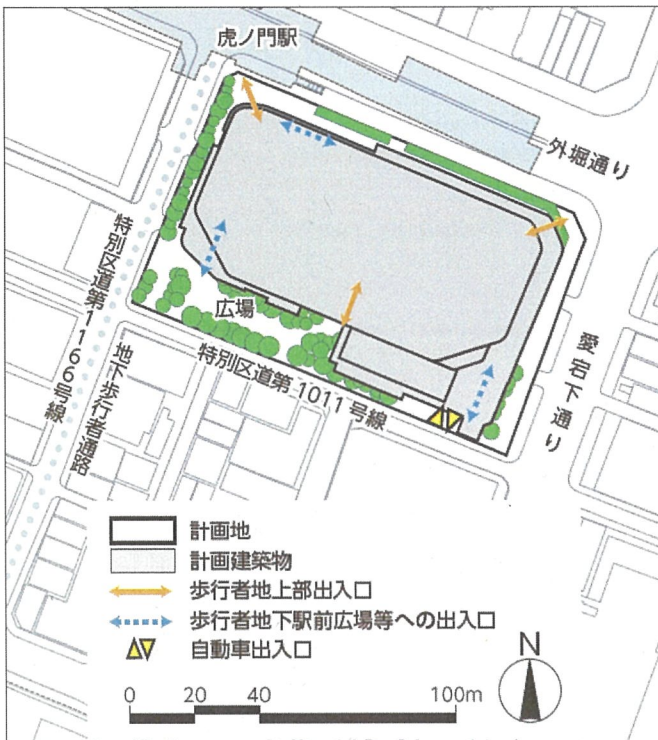 虎ノ門駅
外堀通り
特別区道第1166号線
地下歩行者通路
広場
特別区道第1011号線
愛宕下通り
計画地
計画建築物
歩行者地上部出入口
歩行者地下駅前広場等への出入口
自動車出入口
N
0 20 40 100m